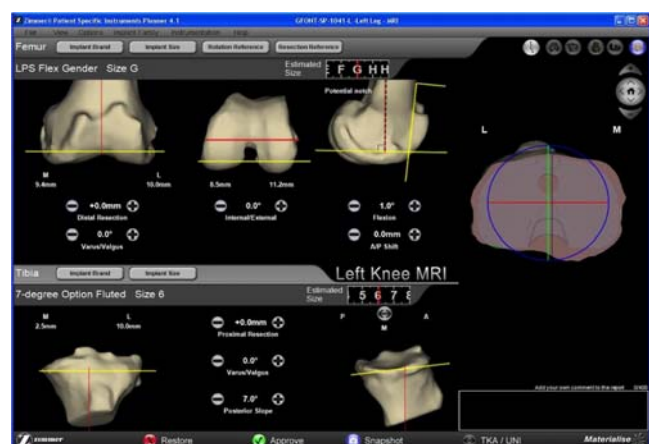 Zimmer® Patient Specific Instruments Planner 4.1 GFONT-SP-1041-L -Left Leg - MRI
File View Options Implant Family Instrumentation Help
Femur Implant Brand Implant Size Rotation Reference Resection Reference
LPS Flex Gender Size G Estimated Size F G H H
Potential notch
L M
M L
9.4mm 10.0mm 8.5mm 11.2mm
+0.0mm 0.0° 1.0°
Distal Resection Internal/External Flexion
0.0° 0.0mm
Varus/Valgus A/P Shift
Tibia Implant Brand Implant Size Left Knee MRI
7-degree Option Fluted Size 6 Estimated Size 5 6 7 8
M L P A
2.5mm 10.0mm M
+0.0mm
Proximal Resection
0.0°
Varus/Valgus
7.0°
Posterior Slope
Add your own comment to the report 0/400
zimmer Restore Approve Snapshot TKA / UNI Materialise